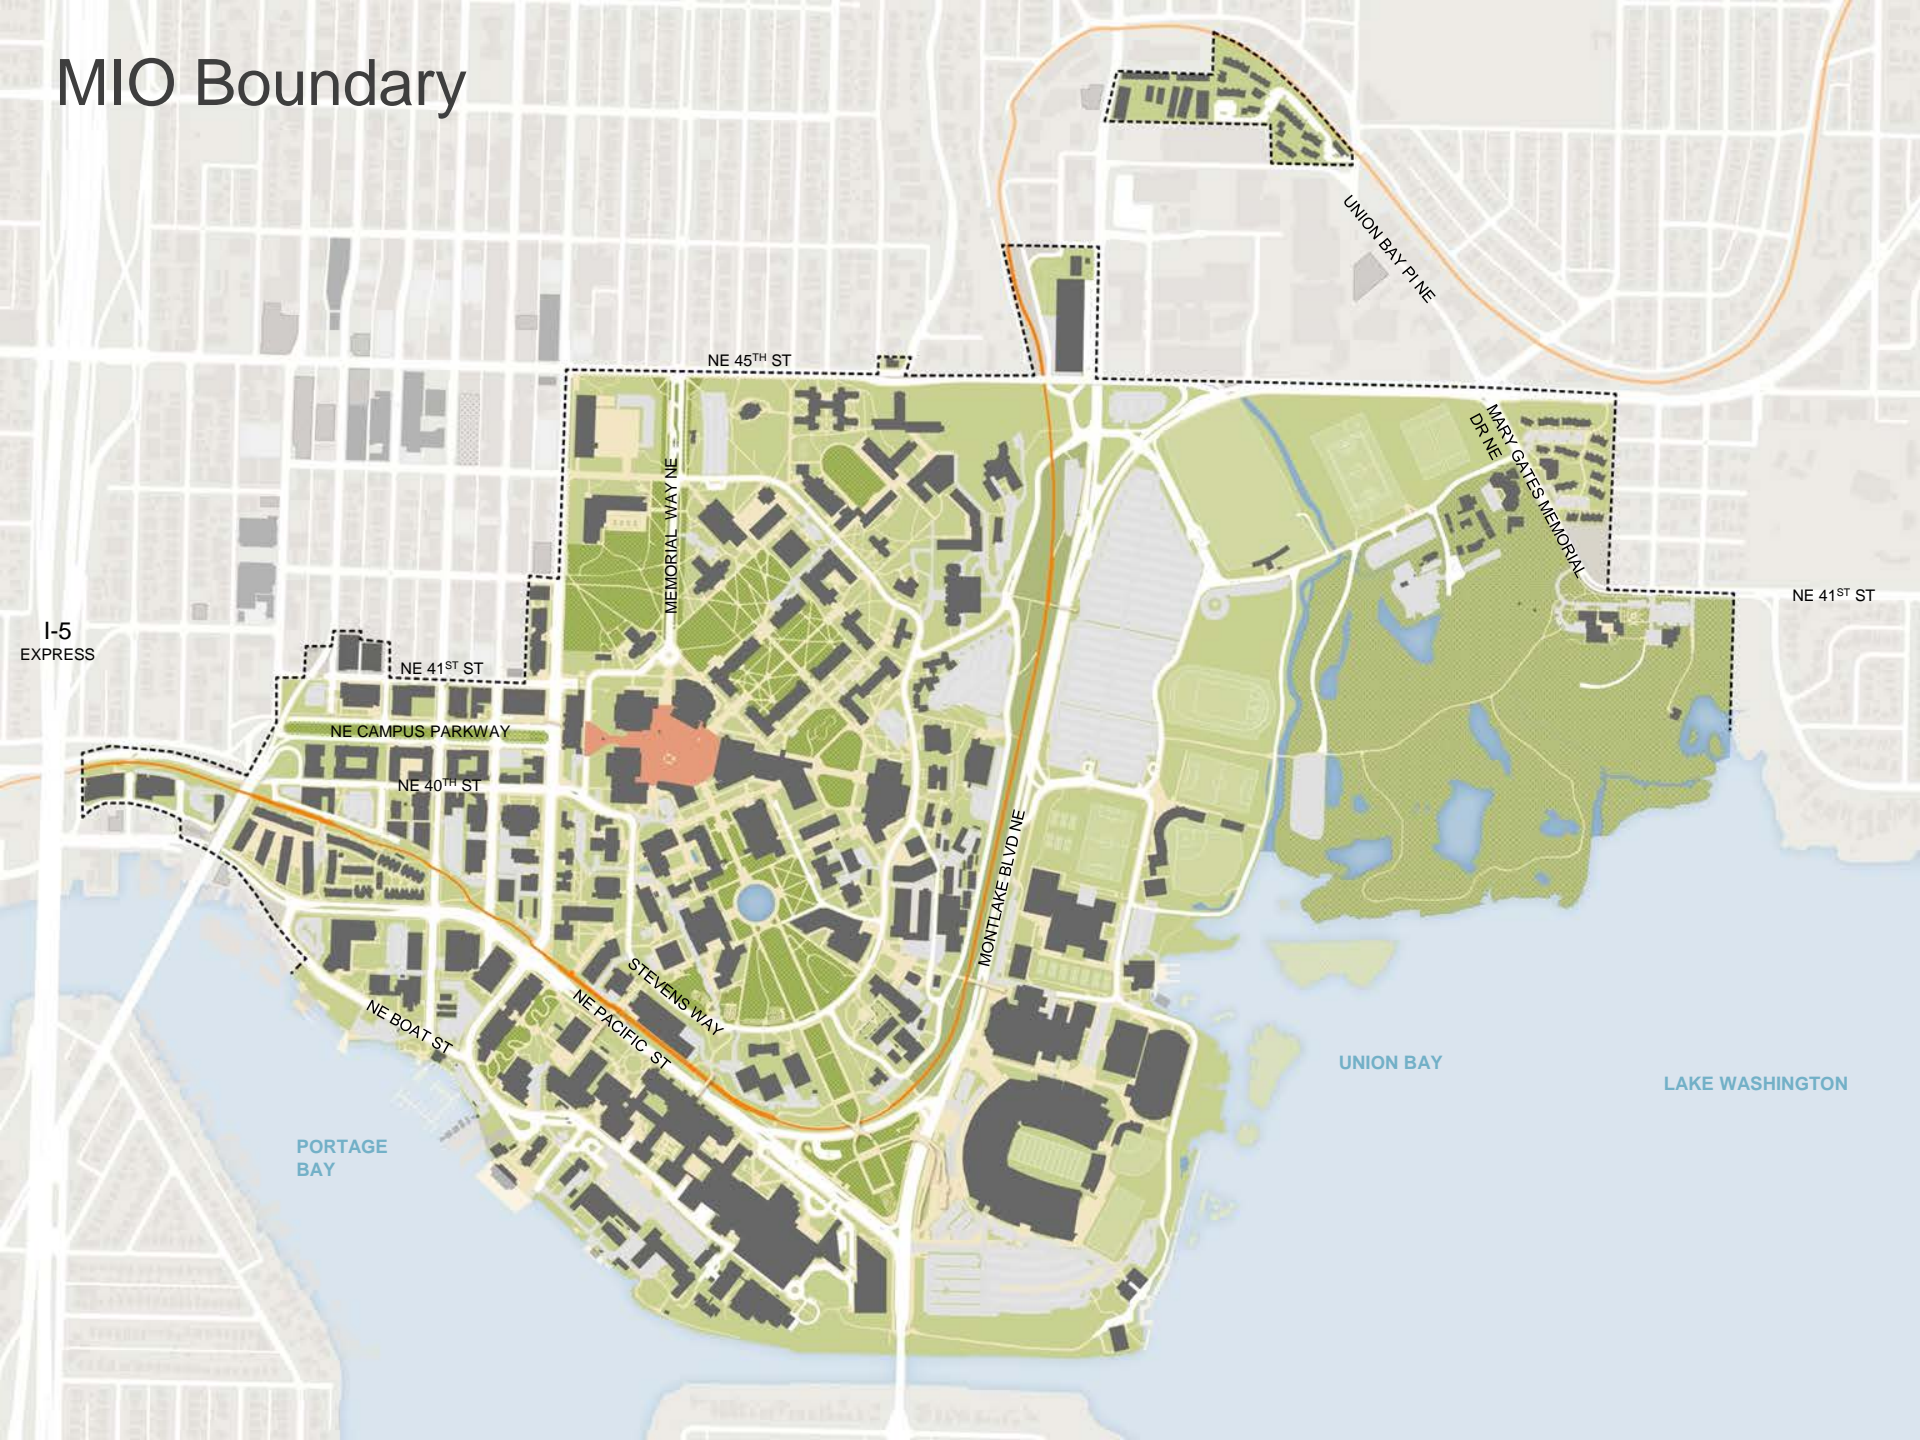 MIO Boundary
UNION BAY Pl NE
NE 45TH ST
MARY GATES MEMORIAL
DR NE
MEMORIAL WAY NE
NE 41ST ST
I-5
EXPRESS
NE 41ST ST
NE CAMPUS PARKWAY
NE 40TH ST
MONTLAKE BLVD NE
STEVENS WAY
NE PACIFIC ST
NE BOAT ST
UNION BAY
LAKE WASHINGTON
PORTAGE
BAY